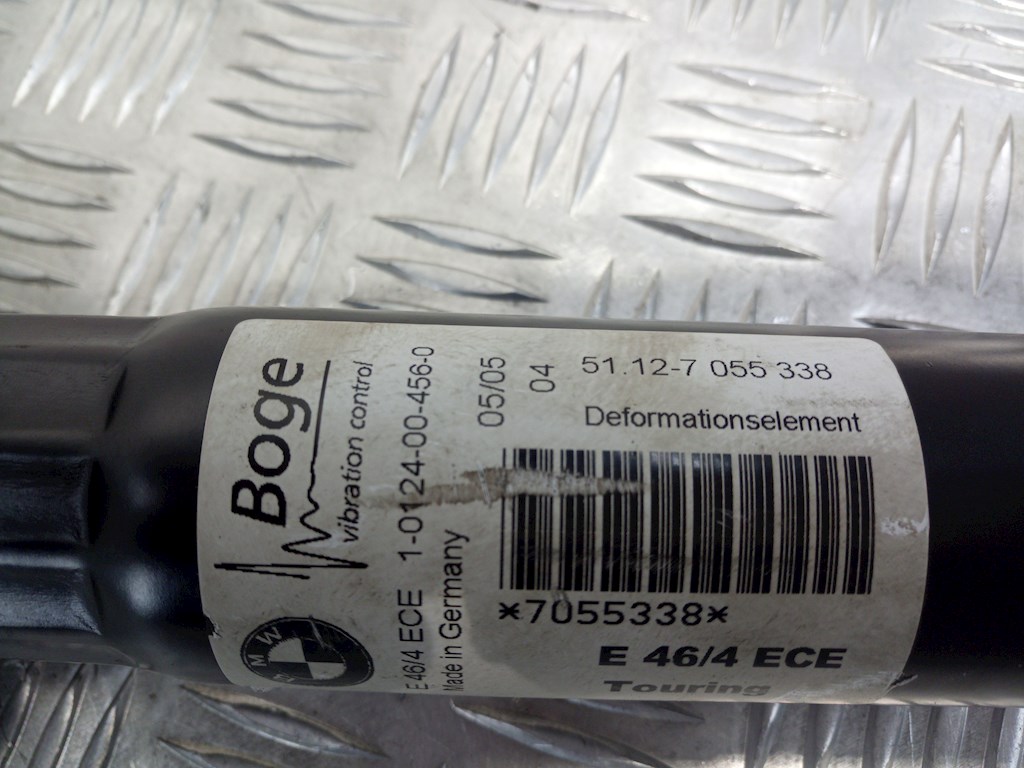 Boge
vibration control
BMW
E 46/4 ECE 1-0124-00-456-0
Made in Germany
05/05
04
51.12-7 055 338
Deformationselement
*7055338*
E 46/4 ECE
Touring